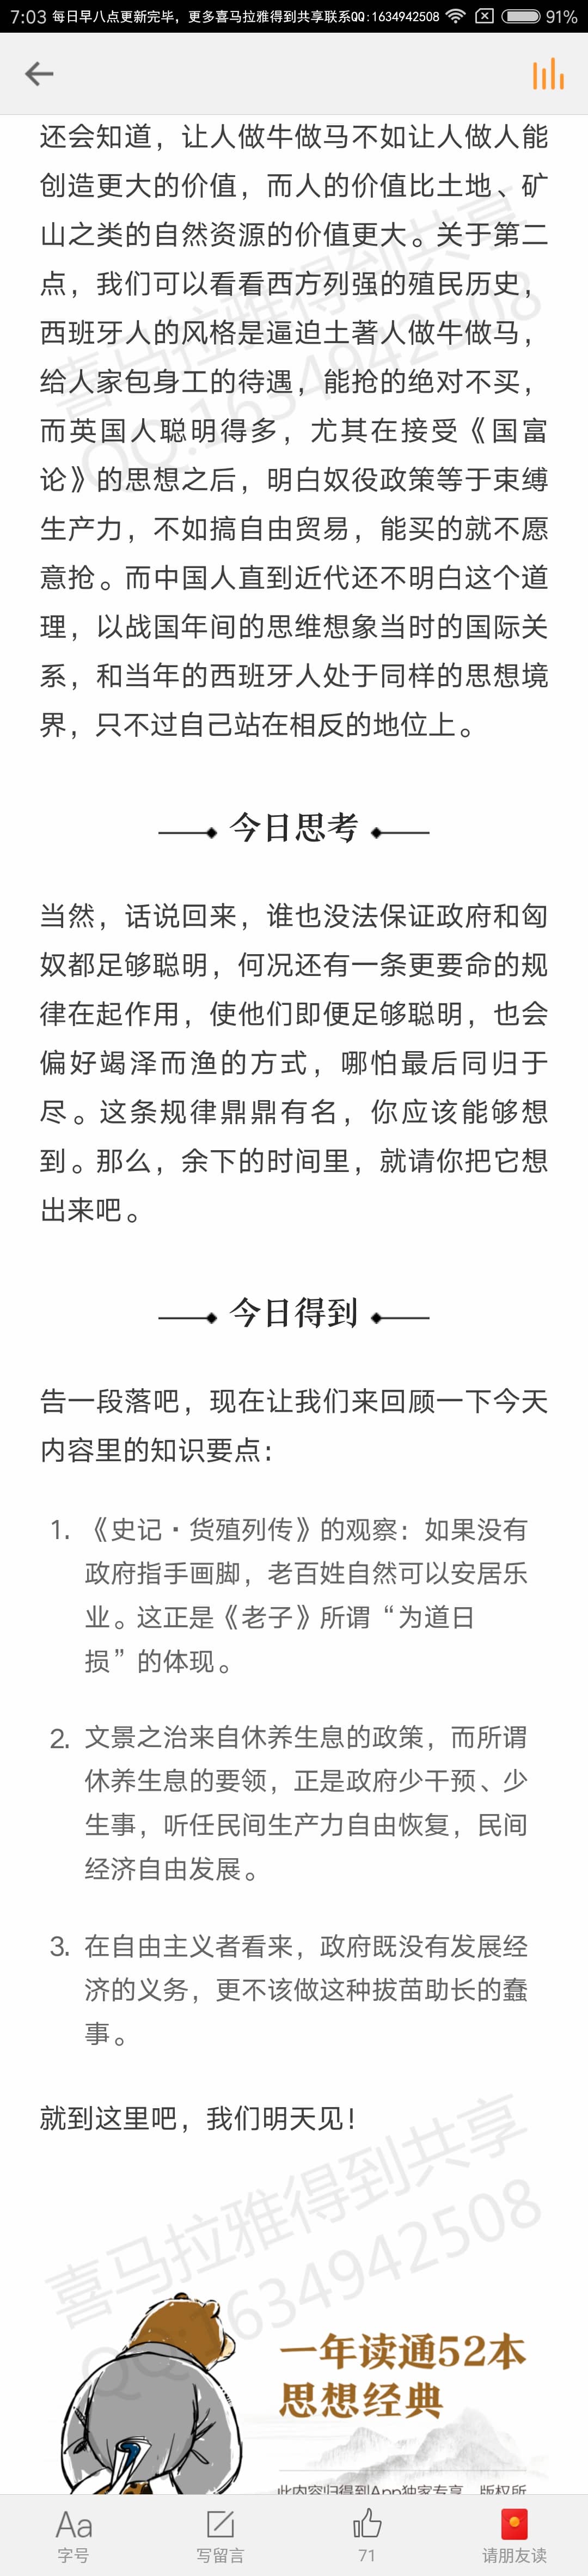 7:03 每日早八点更新完毕，更多喜马拉雅得到共享联系QQ:1634942508 91%
还会知道，让人做牛做马不如让人做人能
创造更大的价值，而人的价值比土地、矿
山之类的自然资源的价值更大。关于第二
点，我们可以看看西方列强的殖民历史，
西班牙人的风格是逼迫土著人做牛做马，
给人家包身工的待遇，能抢的绝对不买，
而英国人聪明得多，尤其在接受《国富
论》的思想之后，明白奴役政策等于束缚
生产力，不如搞自由贸易，能买的就不愿
意抢。而中国人直到近代还不明白这个道
理，以战国年间的思维想象当时的国际关
系，和当年的西班牙人处于同样的思想境
界，只不过自己站在相反的地位上。
喜马拉雅得到共享
QQ:1634942508
今日思考
当然，话说回来，谁也没法保证政府和匈
奴都足够聪明，何况还有一条更要命的规
律在起作用，使他们即便足够聪明，也会
偏好竭泽而渔的方式，哪怕最后同归于
尽。这条规律鼎鼎有名，你应该能够想
到。那么，余下的时间里，就请你把它想
出来吧。
今日得到
告一段落吧，现在让我们来回顾一下今天
内容里的知识要点：
1. 《史记·货殖列传》的观察：如果没有
政府指手画脚，老百姓自然可以安居乐
业。这正是《老子》所谓“为道日
损”的体现。
2. 文景之治来自休养生息的政策，而所谓
休养生息的要领，正是政府少干预、少
生事，听任民间生产力自由恢复，民间
经济自由发展。
3. 在自由主义者看来，政府既没有发展经
济的义务，更不该做这种拔苗助长的蠢
事。
就到这里吧，我们明天见！
喜马拉雅得到共享
QQ:1634942508
一年读通52本
思想经典
此内容归得到App独家专享，版权所
Aa
字号
写留言
71
请朋友读